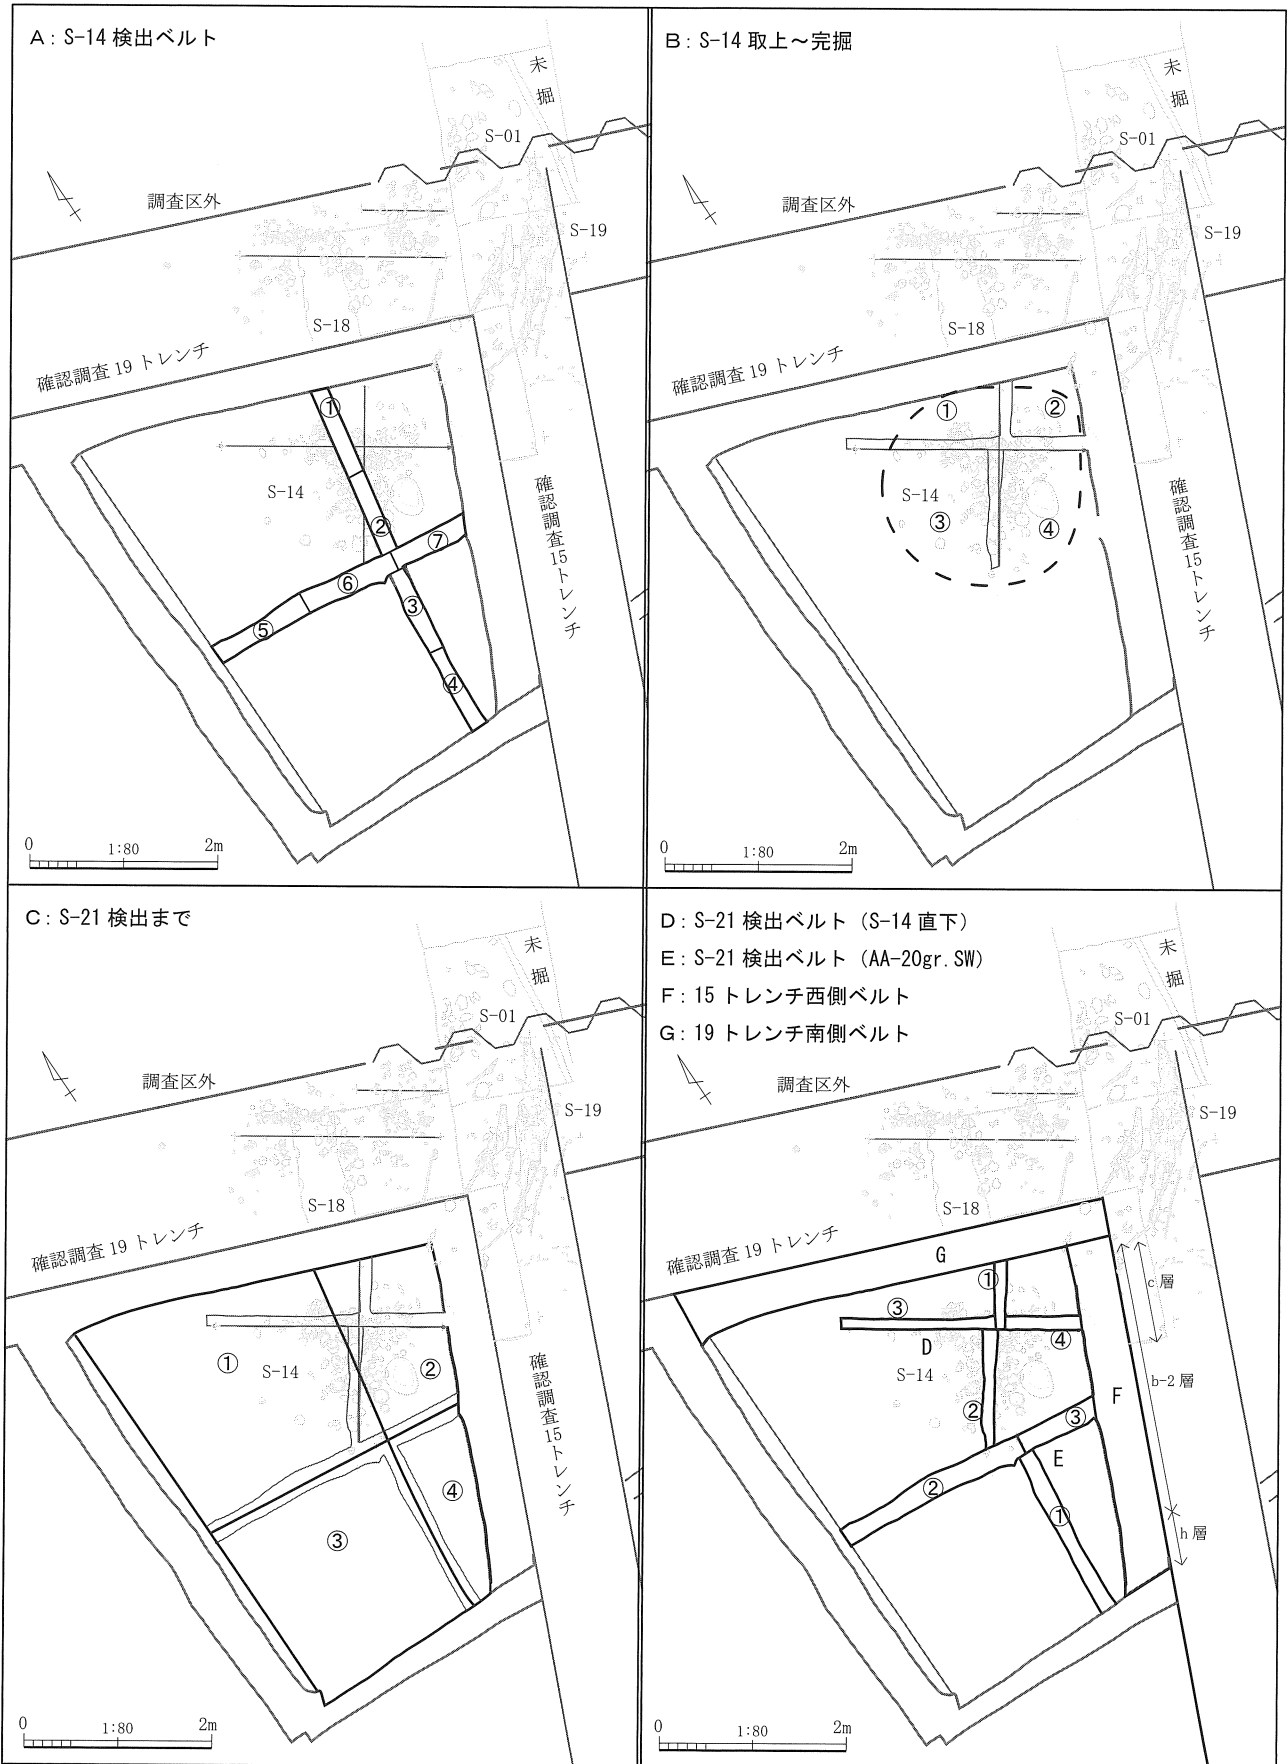 A：S-14 検出ベルト
未掘
S-01
調査区外
S-19
S-18
確認調査 19 トレンチ
①
S-14
②
⑦
⑥
③
⑤
④
確認調査15トレンチ
0 1:80 2m
B：S-14 取上～完掘
未掘
S-01
調査区外
S-19
S-18
確認調査 19 トレンチ
①
②
S-14
③
④
確認調査15トレンチ
0 1:80 2m
C：S-21 検出まで
未掘
S-01
調査区外
S-19
S-18
確認調査 19 トレンチ
①
S-14
②
④
③
確認調査15トレンチ
0 1:80 2m
D：S-21 検出ベルト（S-14 直下）
E：S-21 検出ベルト（AA-20gr.SW）
F：15 トレンチ西側ベルト
G：19 トレンチ南側ベルト
未掘
S-01
調査区外
S-19
S-18
確認調査 19 トレンチ
G
①
c 層
③
D
④
S-14
F
b-2 層
②
③
E
②
①
h 層
0 1:80 2m